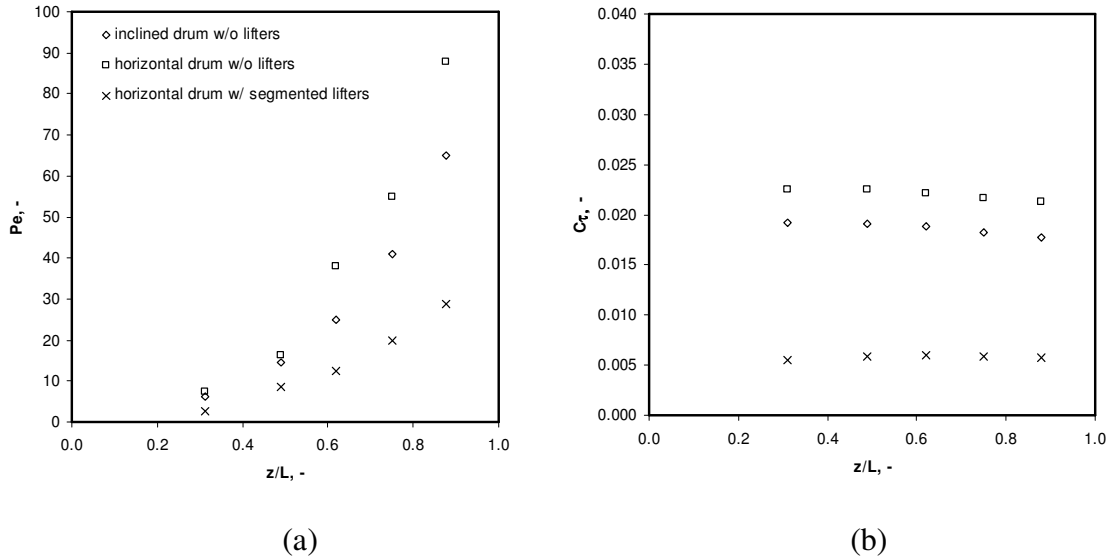 100
90
80
70
60
50
40
30
20
10
0
Pe, -
inclined drum w/o lifters
horizontal drum w/o lifters
horizontal drum w/ segmented lifters
0.0 0.2 0.4 0.6 0.8 1.0
z/L, -
(a)
0.040
0.035
0.030
0.025
0.020
0.015
0.010
0.005
0.000
Cτ, -
0.0 0.2 0.4 0.6 0.8 1.0
z/L, -
(b)